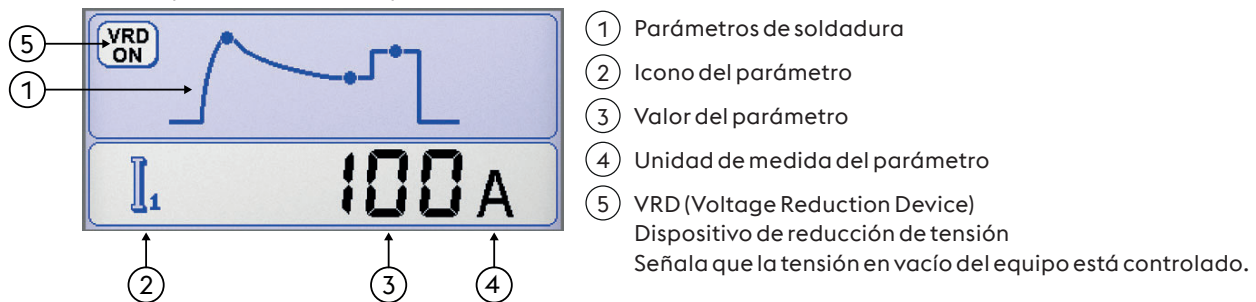 5
VRD
ON
1
I1
100 A
2
3
4
1 Parámetros de soldadura
2 Icono del parámetro
3 Valor del parámetro
4 Unidad de medida del parámetro
5 VRD (Voltage Reduction Device)
Dispositivo de reducción de tensión
Señala que la tensión en vacío del equipo está controlado.